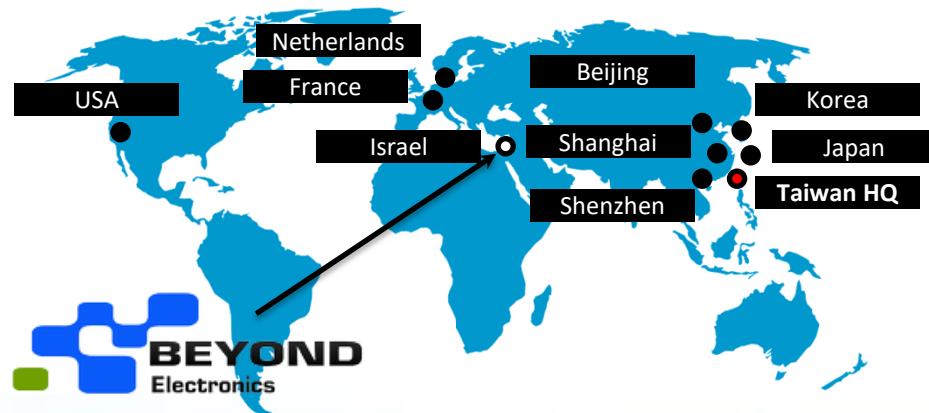 Netherlands
Beijing
France
USA
Korea
Israel
Shanghai
Japan
Taiwan HQ
Shenzhen
BEYOND
Electronics